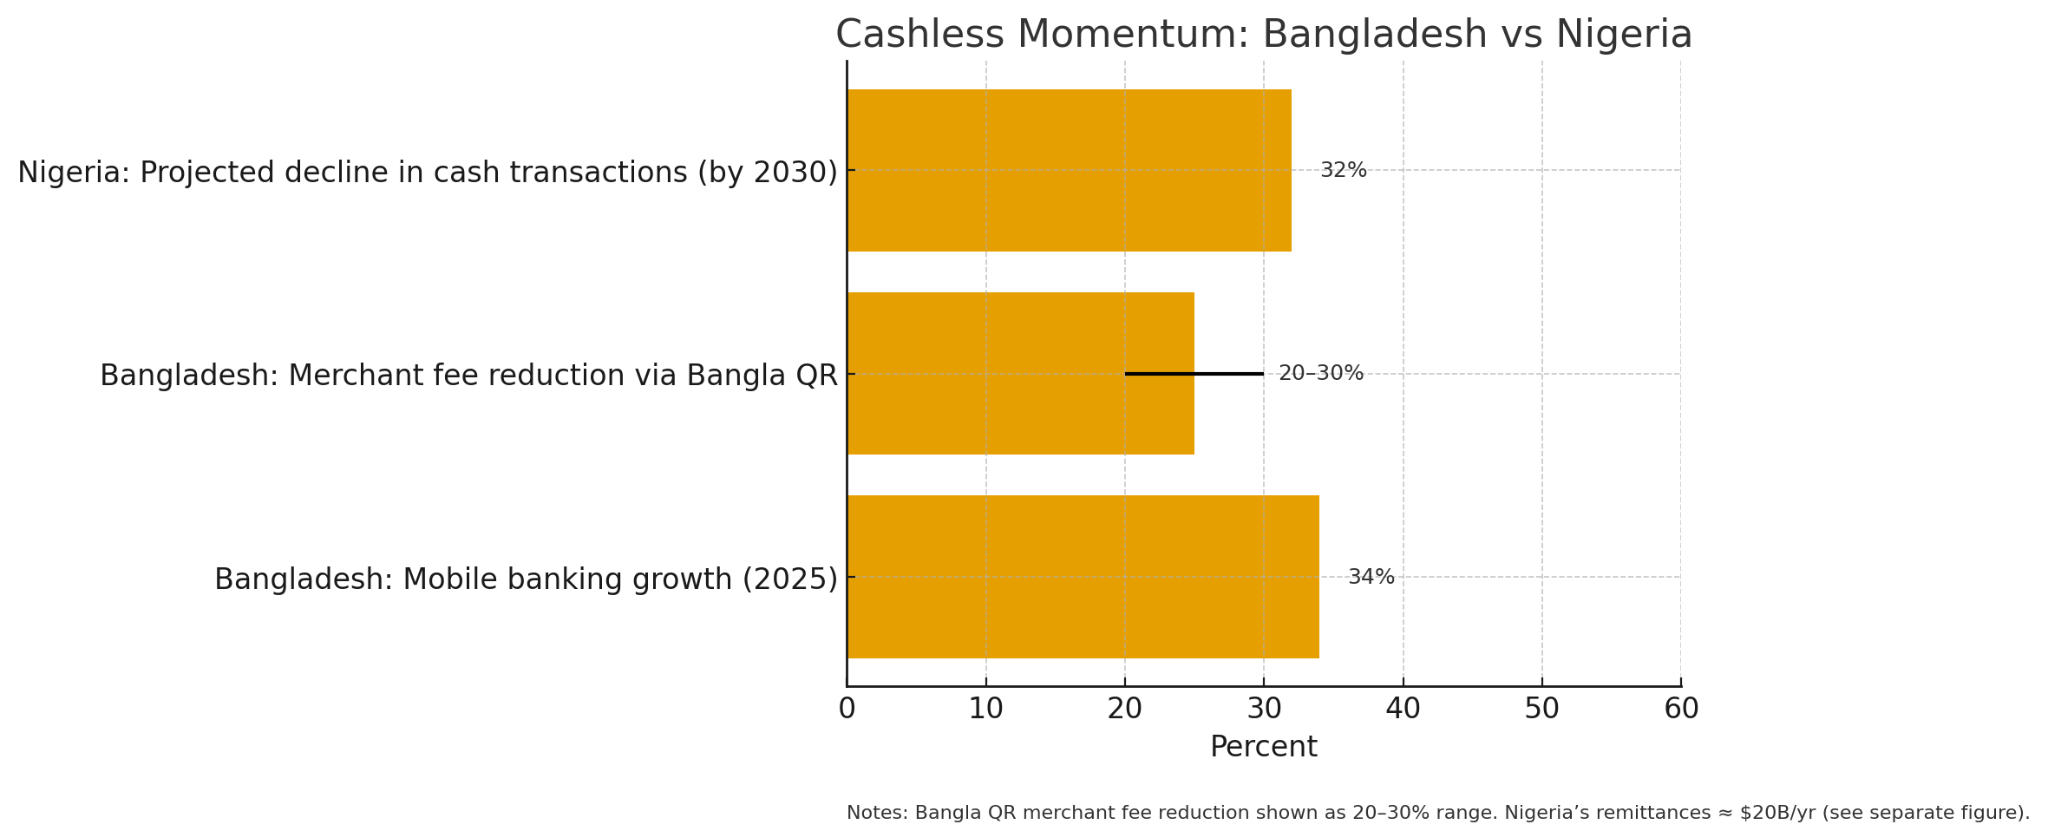 Cashless Momentum: Bangladesh vs Nigeria
Nigeria: Projected decline in cash transactions (by 2030)
32%
Bangladesh: Merchant fee reduction via Bangla QR
20–30%
Bangladesh: Mobile banking growth (2025)
34%
0 10 20 30 40 50 60
Percent
Notes: Bangla QR merchant fee reduction shown as 20–30% range. Nigeria’s remittances ≈ $20B/yr (see separate figure).